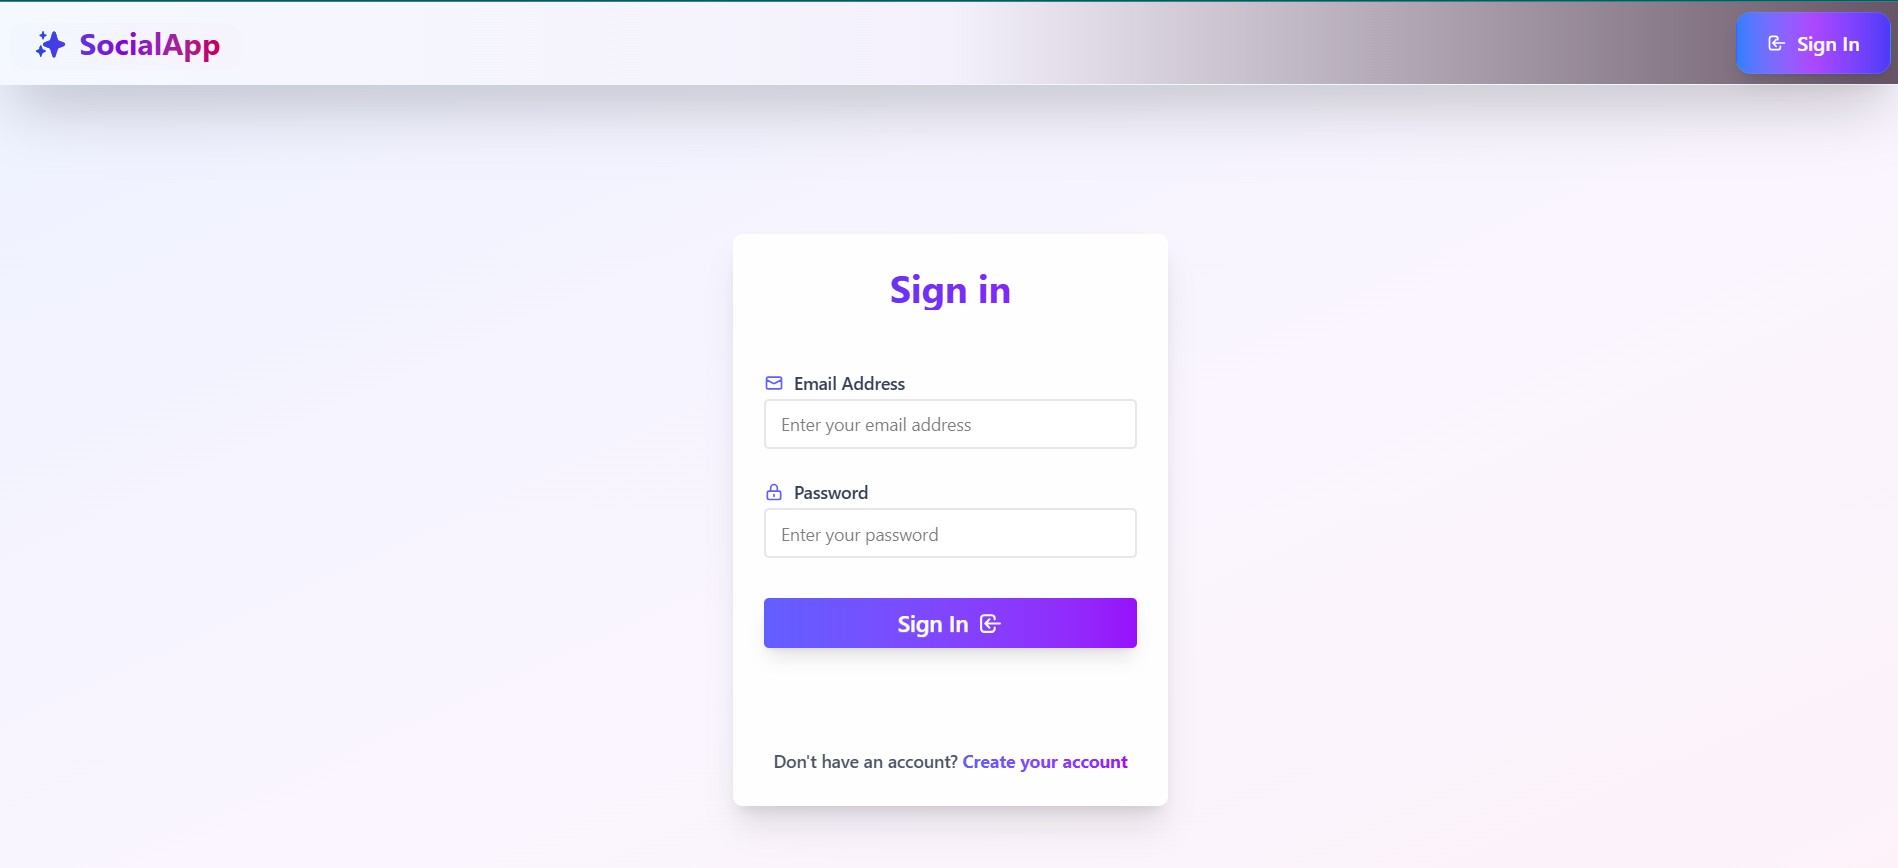 SocialApp
Sign In
Sign in
Email Address
Enter your email address
Password
Enter your password
Sign In
Don't have an account? Create your account